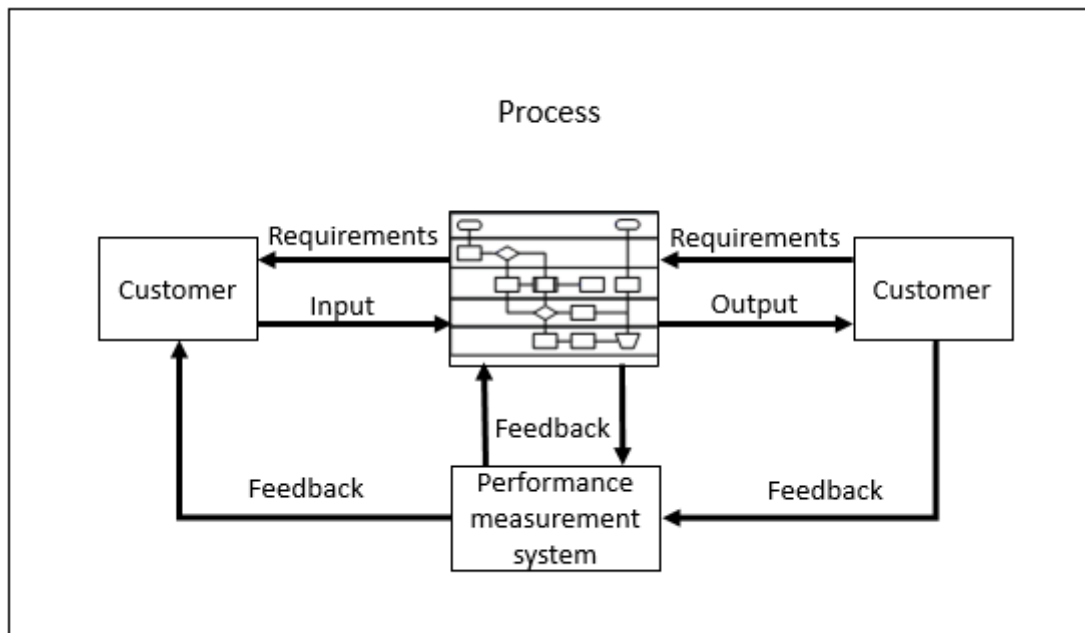 Process
Requirements
Requirements
Customer
Customer
Input
Output
Feedback
Feedback
Performance
measurement
system
Feedback